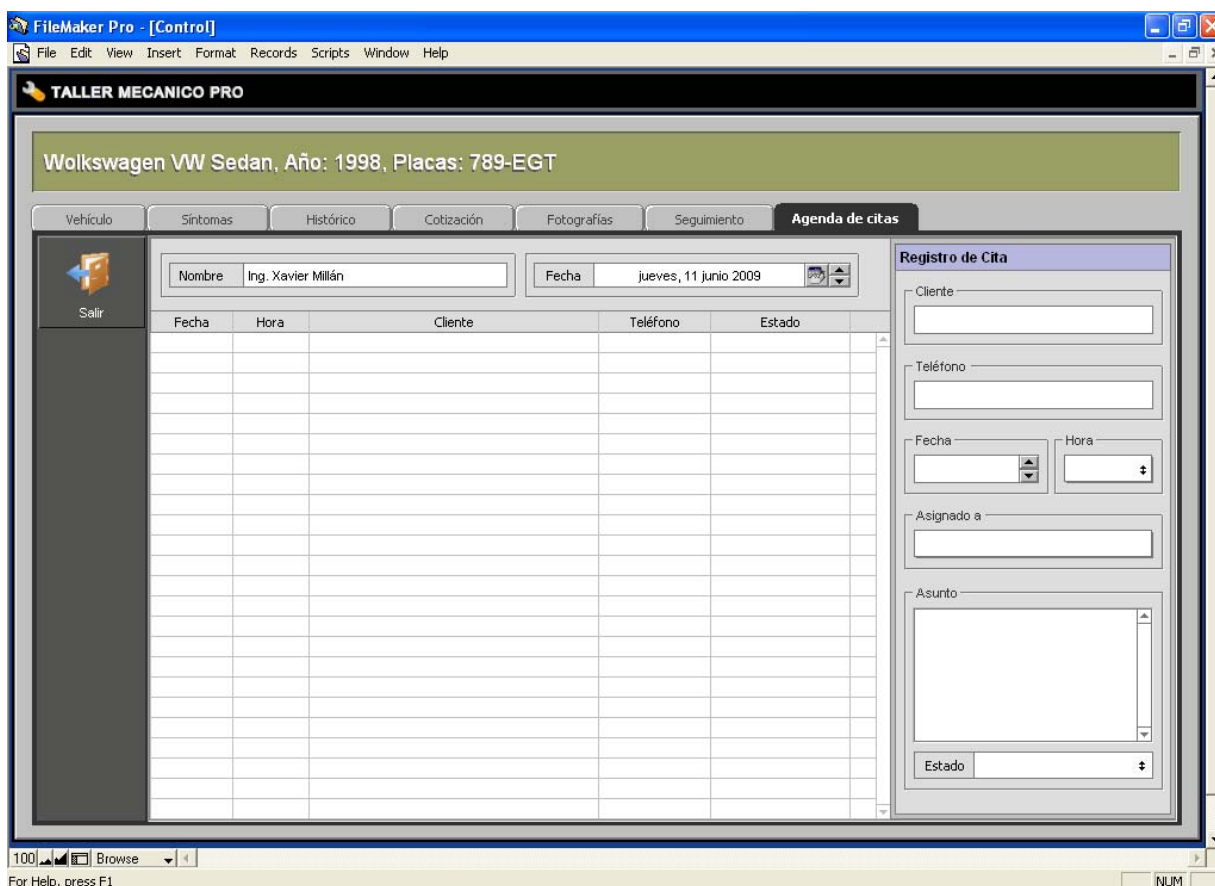 FileMaker Pro - [Control]
File Edit View Insert Format Records Scripts Window Help
TALLER MECANICO PRO
Wolkswagen VW Sedan, Año: 1998, Placas: 789-EGT
Vehículo Síntomas Histórico Cotización Fotografías Seguimiento Agenda de citas
Salir
Nombre Ing. Xavier Millán Fecha jueves, 11 junio 2009
Fecha Hora Cliente Teléfono Estado
Registro de Cita
Cliente
Teléfono
Fecha Hora
Asignado a
Asunto
Estado
100 Browse
For Help, press F1 NUM